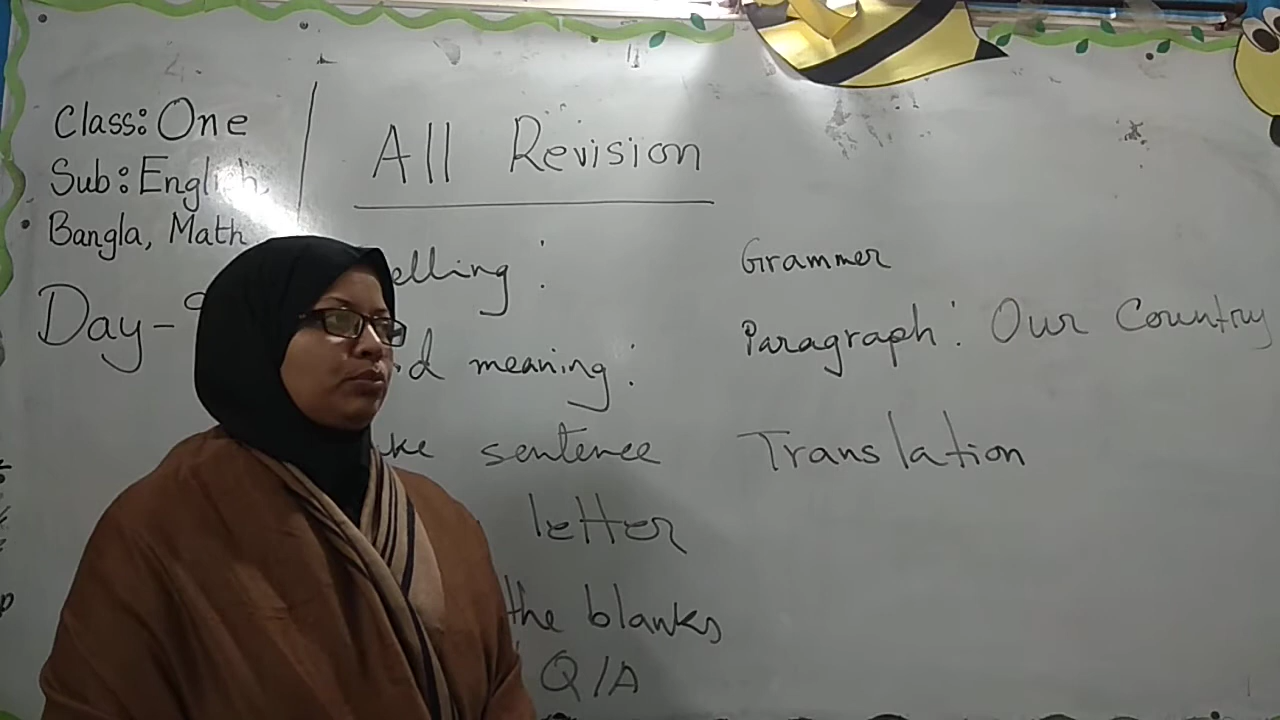 Class: One
Sub: English,
Bangla, Math
Day-
All Revision
elling:
meaning:
sentence
letter
the blanks
Q/A
Grammer
Paragraph: Our Country
Translation